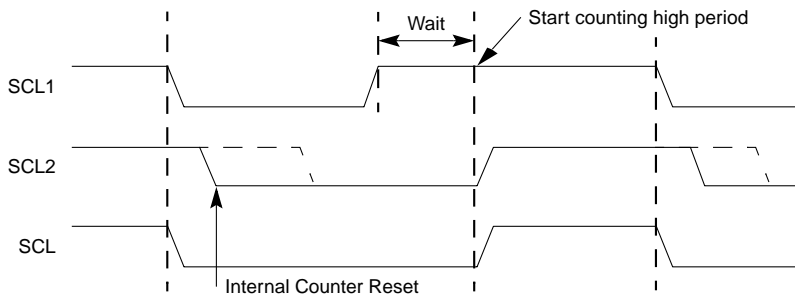 Wait
Start counting high period
SCL1
SCL2
SCL
Internal Counter Reset